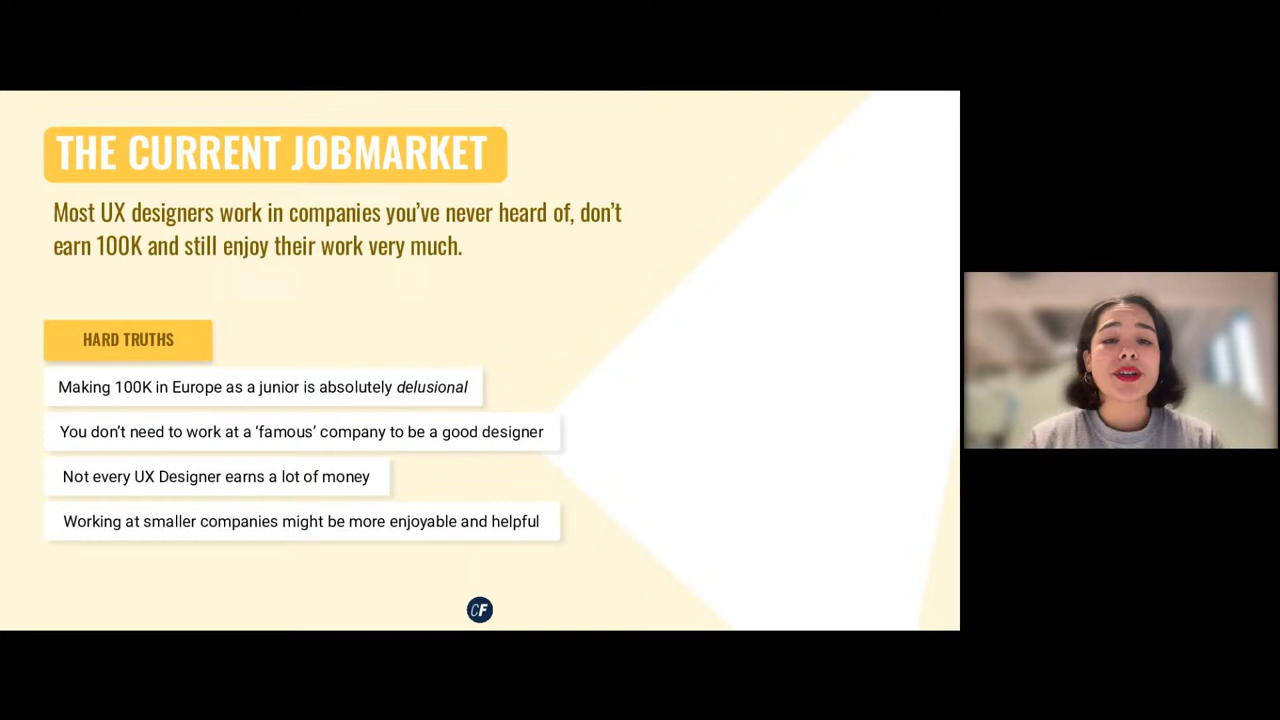 THE CURRENT JOBMARKET
Most UX designers work in companies you’ve never heard of, don’t
earn 100K and still enjoy their work very much.
HARD TRUTHS
Making 100K in Europe as a junior is absolutely delusional
You don’t need to work at a ‘famous’ company to be a good designer
Not every UX Designer earns a lot of money
Working at smaller companies might be more enjoyable and helpful
CF